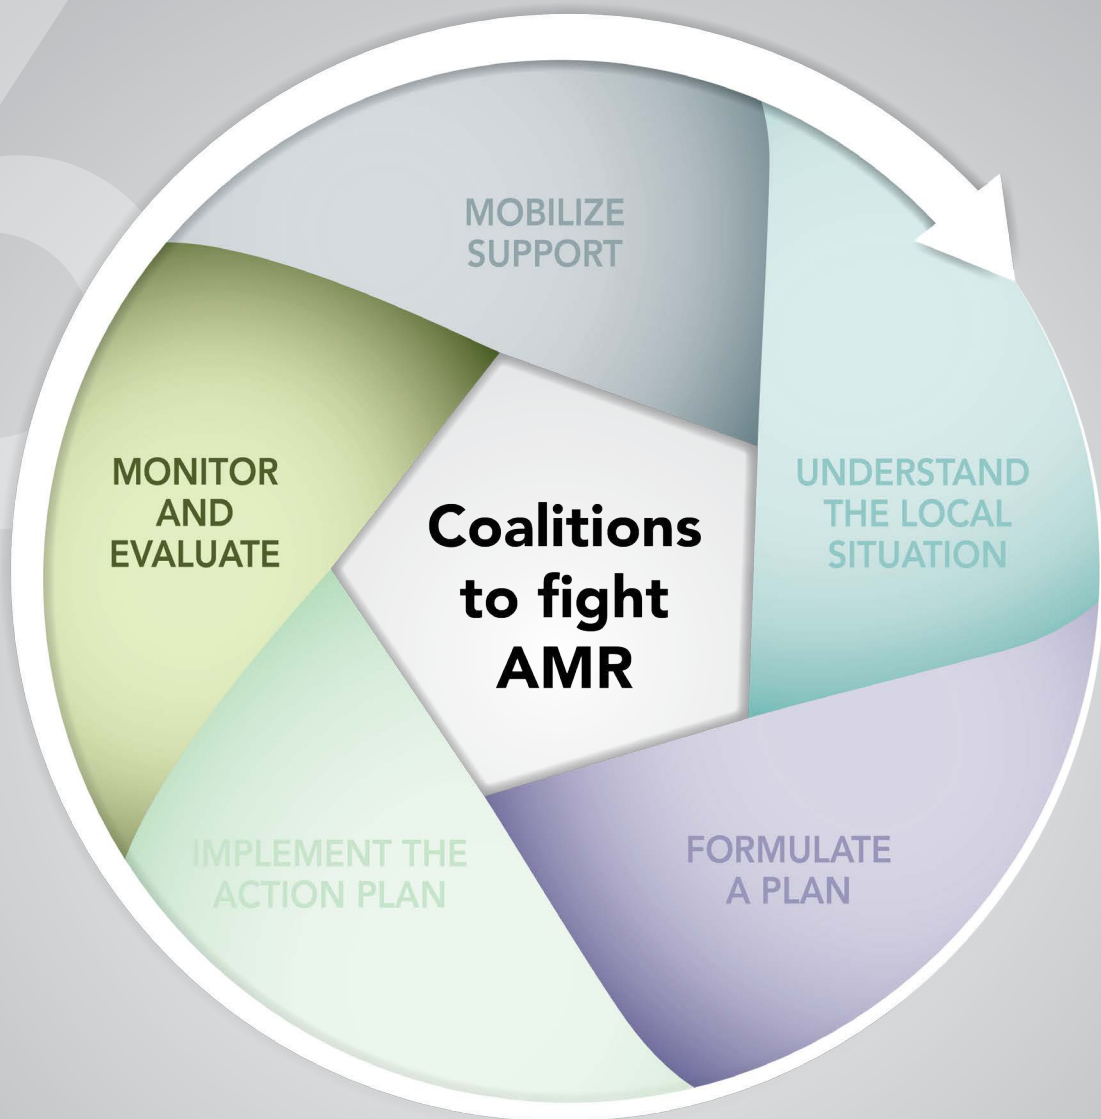 MOBILIZE
SUPPORT
UNDERSTAND
THE LOCAL
SITUATION
FORMULATE
A PLAN
IMPLEMENT THE
ACTION PLAN
MONITOR
AND
EVALUATE
Coalitions
to fight
AMR